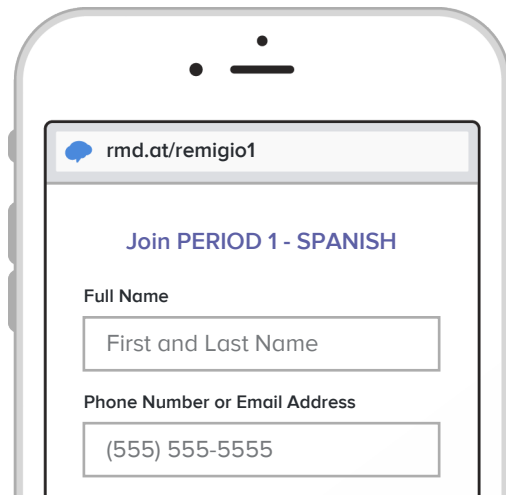 rmd.at/remigio1
Join PERIOD 1 - SPANISH
Full Name
First and Last Name
Phone Number or Email Address
(555) 555-5555